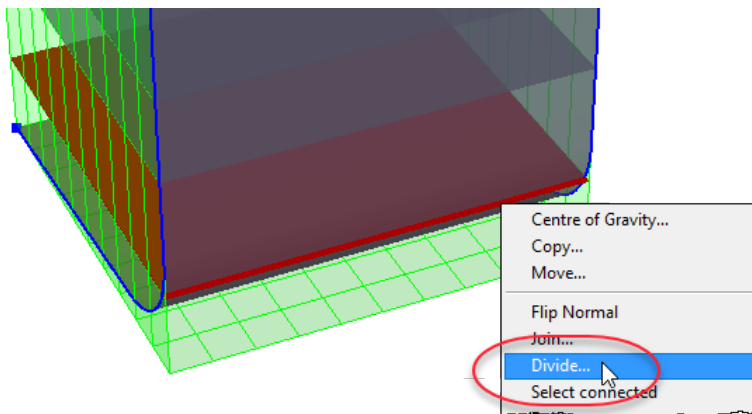 Centre of Gravity...
Copy...
Move...
Flip Normal
Join...
Divide...
Select connected